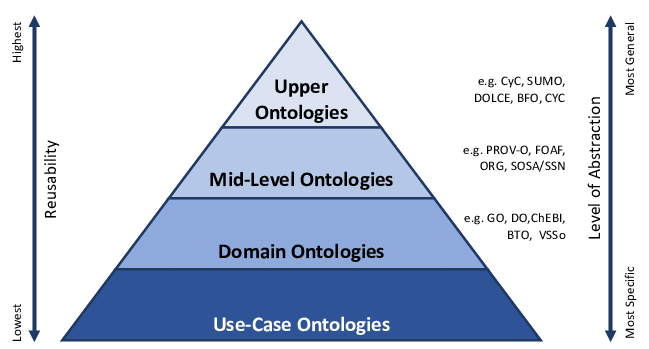 Highest
Reusability
Lowest
Upper
Ontologies
Mid-Level Ontologies
Domain Ontologies
Use-Case Ontologies
e.g. CyC, SUMO,
DOLCE, BFO, CYC
e.g. PROV-O, FOAF,
ORG, SOSA/SSN
e.g. GO, DO,ChEBI,
BTO, VSSo
Most General
Level of Abstraction
Most Specific